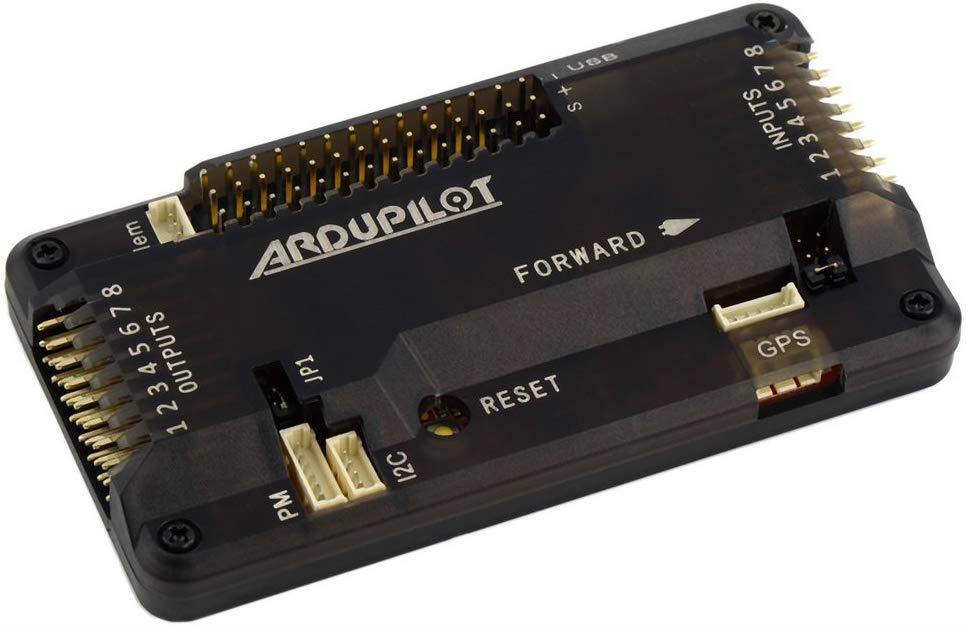 USB
S + -
INPUTS
1 2 3 4 5 6 7 8
ARDUPILOT
FORWARD
GPS
RESET
1 2 3 4 5 6 7 8
OUTPUTS
JP1
PM
I2C